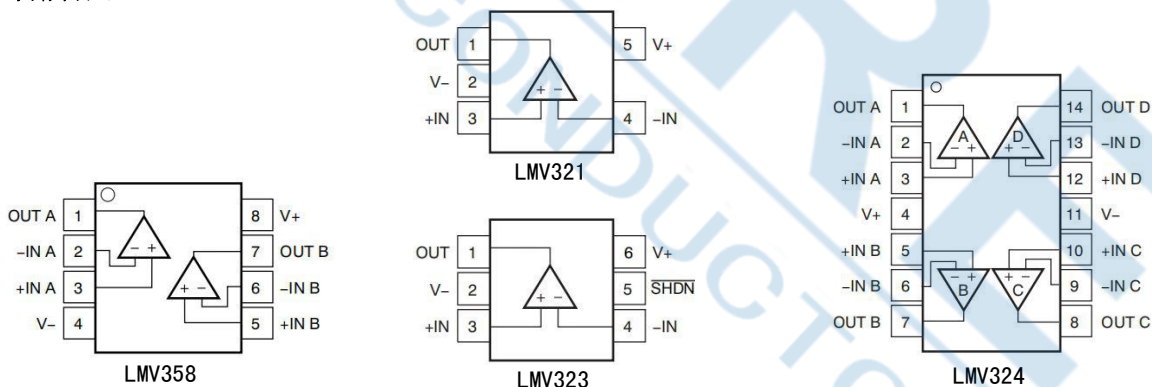 OUT 1
5 V+
V− 2
+IN 3
4 −IN
LMV321
OUT A 1
8 V+
−IN A 2
7 OUT B
+IN A 3
6 −IN B
V− 4
5 +IN B
LMV358
OUT 1
6 V+
V− 2
5 SHDN
+IN 3
4 −IN
LMV323
OUT A 1
14 OUT D
−IN A 2
13 −IN D
+IN A 3
12 +IN D
V+ 4
11 V−
+IN B 5
10 +IN C
−IN B 6
9 −IN C
OUT B 7
8 OUT C
A
D
B
C
LMV324
CONDUCTO